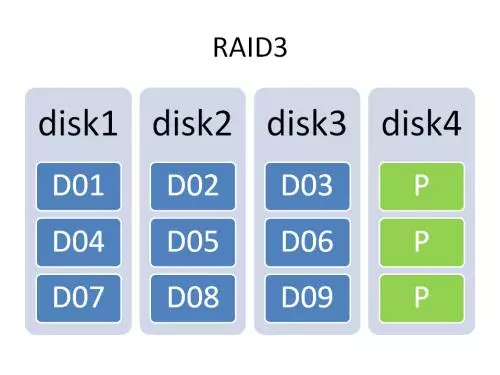 RAID3
disk1 disk2 disk3 disk4
D01 D02 D03 P
D04 D05 D06 P
D07 D08 D09 P